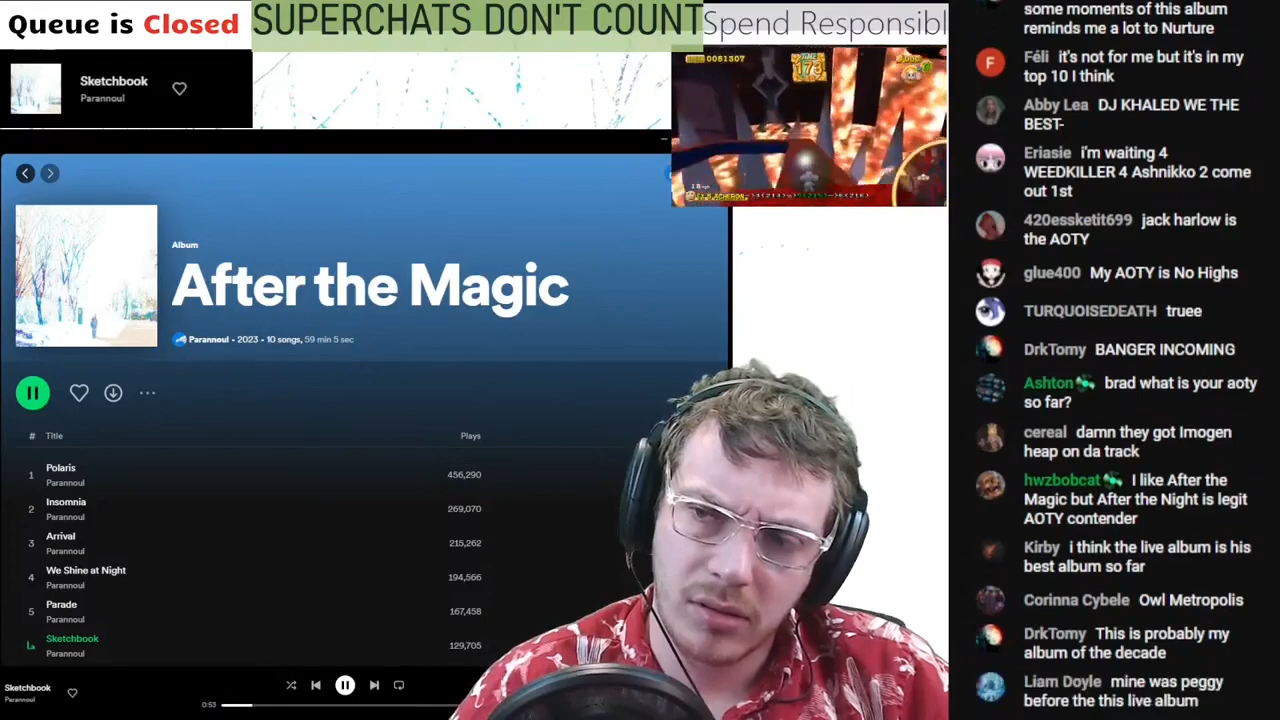 Queue is Closed
SUPERCHATS DON'T COUNT
Spend Responsibl
Sketchbook
Parannoul
0061307
TIME
173
Album
After the Magic
Parannoul • 2023 • 10 songs, 59 min 5 sec
# Title Plays
1 Polaris 456,290
Parannoul
2 Insomnia 269,070
Parannoul
3 Arrival 215,262
Parannoul
4 We Shine at Night 194,566
Parannoul
5 Parade 167,458
Parannoul
Sketchbook 129,705
Parannoul
Sketchbook
Parannoul
0:53
some moments of this album
reminds me a lot to Nurture
F Féli it's not for me but it's in my
top 10 I think
Abby Lea DJ KHALED WE THE
BEST-
Eriasie i'm waiting 4
WEEDKILLER 4 Ashnikko 2 come
out 1st
420essketit699 jack harlow is
the AOTY
glue400 My AOTY is No Highs
TURQUOISEDEATH truee
DrkTomy BANGER INCOMING
Ashton brad what is your aoty
so far?
cereal damn they got Imogen
heap on da track
hwzbobcat I like After the
Magic but After the Night is legit
AOTY contender
Kirby i think the live album is his
best album so far
Corinna Cybele Owl Metropolis
DrkTomy This is probably my
album of the decade
Liam Doyle mine was peggy
before the this live album